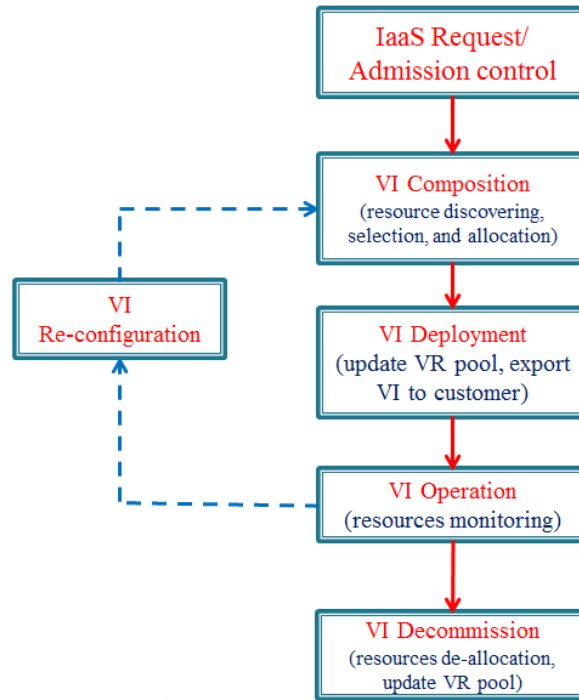 IaaS Request/
Admission control
VI Composition
(resource discovering,
selection, and allocation)
VI
Re-configuration
VI Deployment
(update VR pool, export
VI to customer)
VI Operation
(resources monitoring)
VI Decommission
(resources de-allocation,
update VR pool)